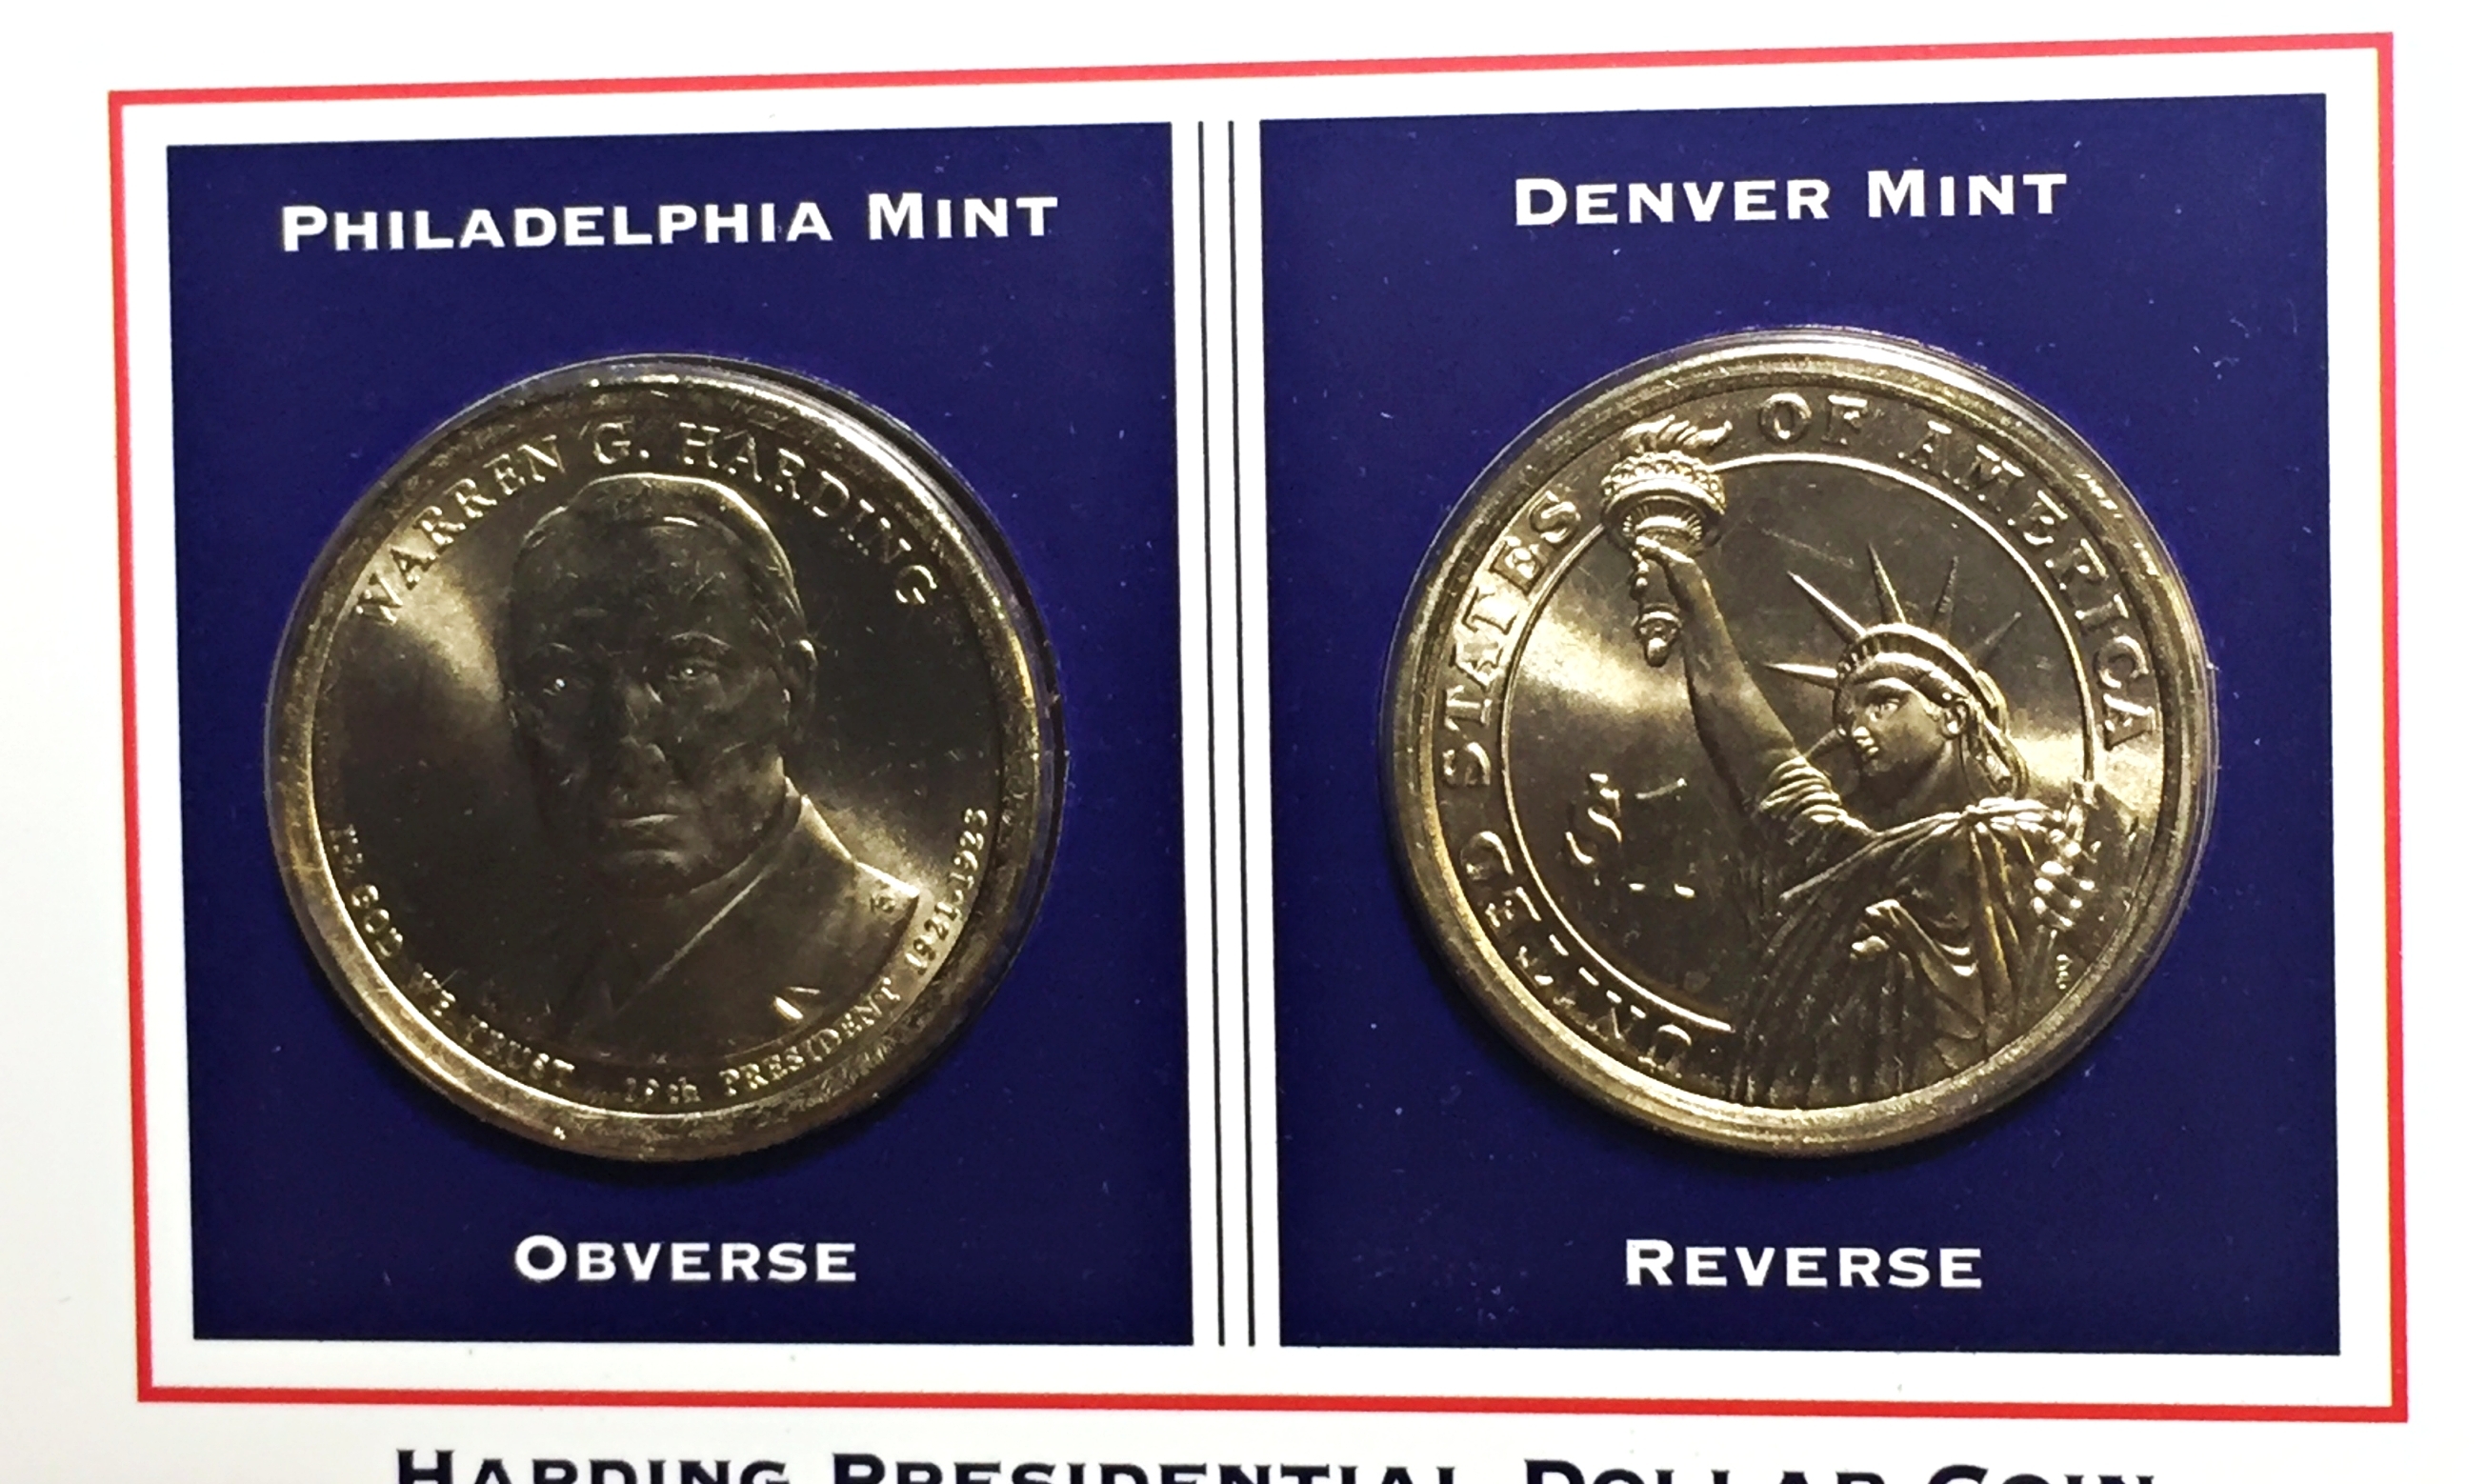 PHILADELPHIA MINT
DENVER MINT
WARREN G. HARDING
IN GOD WE TRUST 29th PRESIDENT 1921-1923
UNITED STATES OF AMERICA
$1
OBVERSE
REVERSE
HARDING PRESIDENTIAL DOLLAR COIN